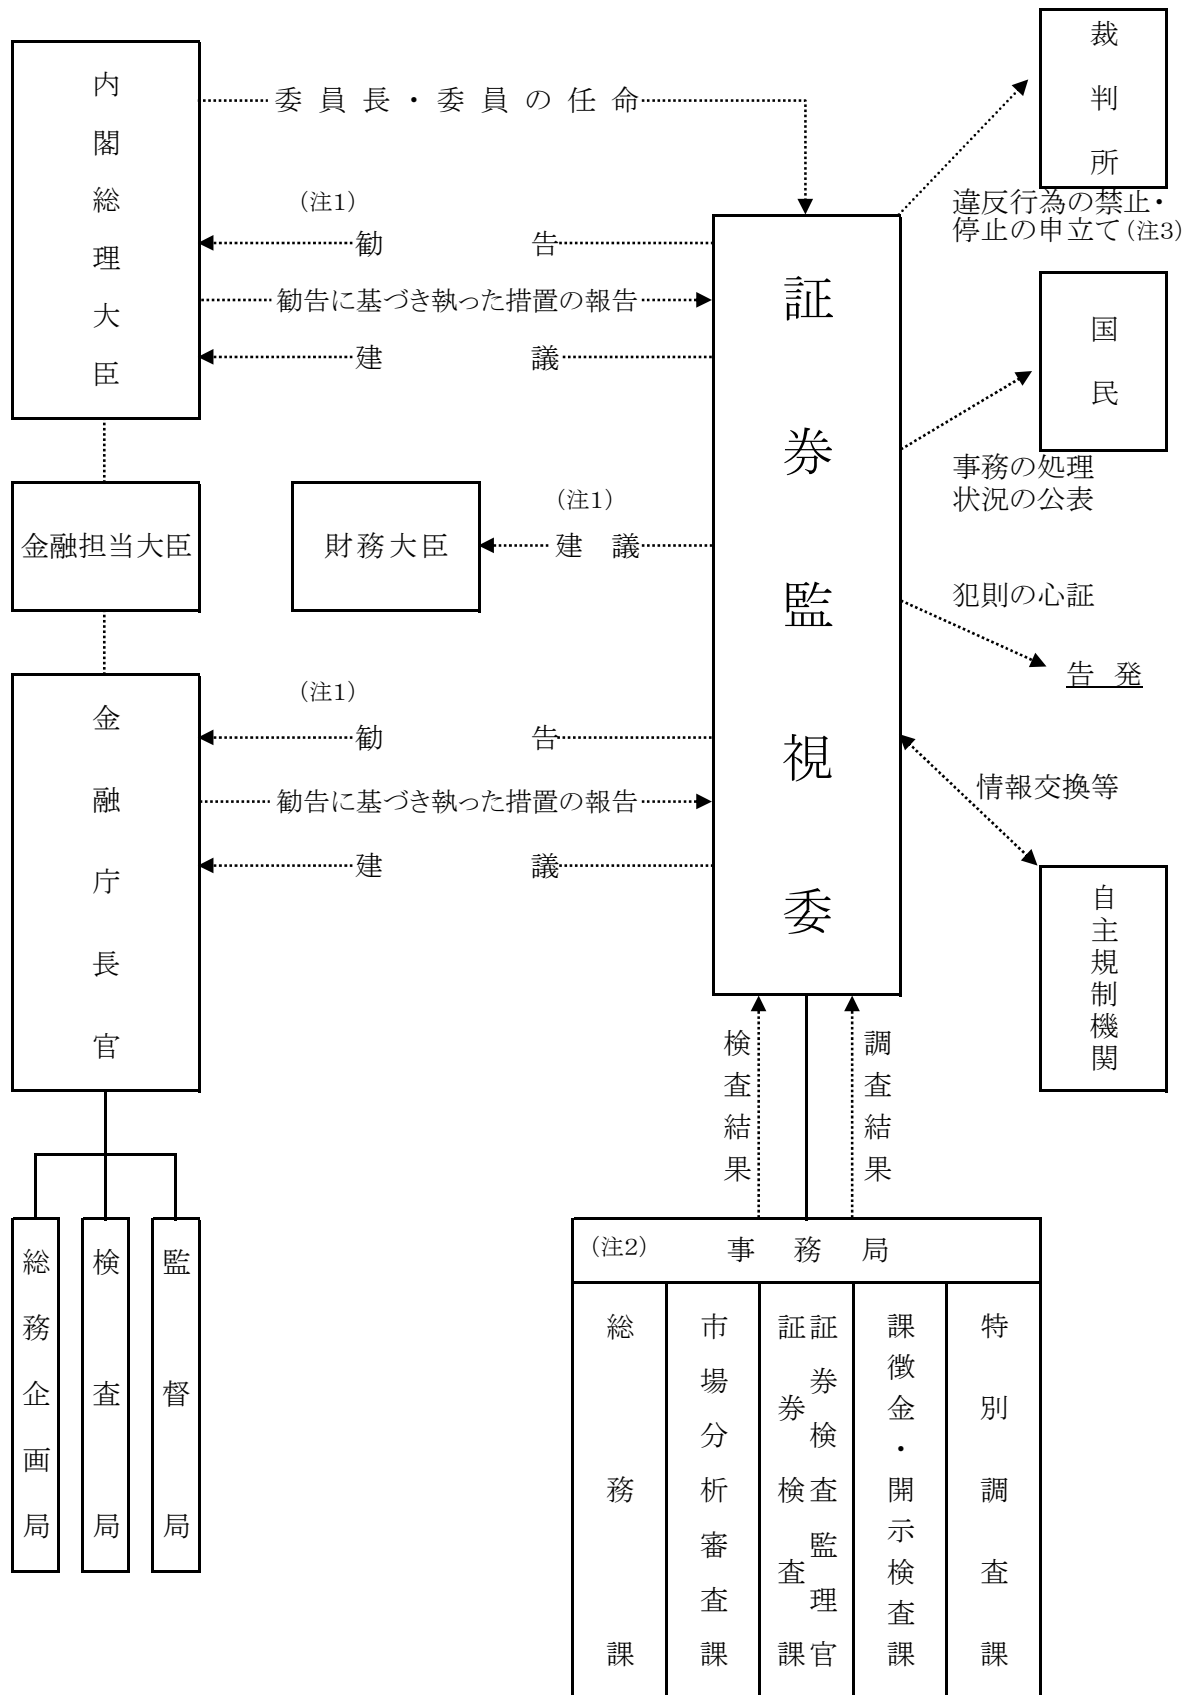 内閣総理大臣
委員長・委員の任命
(注1)
勧告
勧告に基づき執った措置の報告
建議
裁判所
違反行為の禁止・
停止の申立て(注3)
証券監視委
国民
事務の処理
状況の公表
金融担当大臣
財務大臣
(注1)
建議
犯則の心証
告発
金融庁長官
(注1)
勧告
勧告に基づき執った措置の報告
建議
情報交換等
自主規制機関
検査結果
調査結果
総務企画局
検査局
監督局
(注2)
事務局
総務課
市場分析審査課
証券検査課
証券検査監理官
課徴金・開示検査課
特別調査課